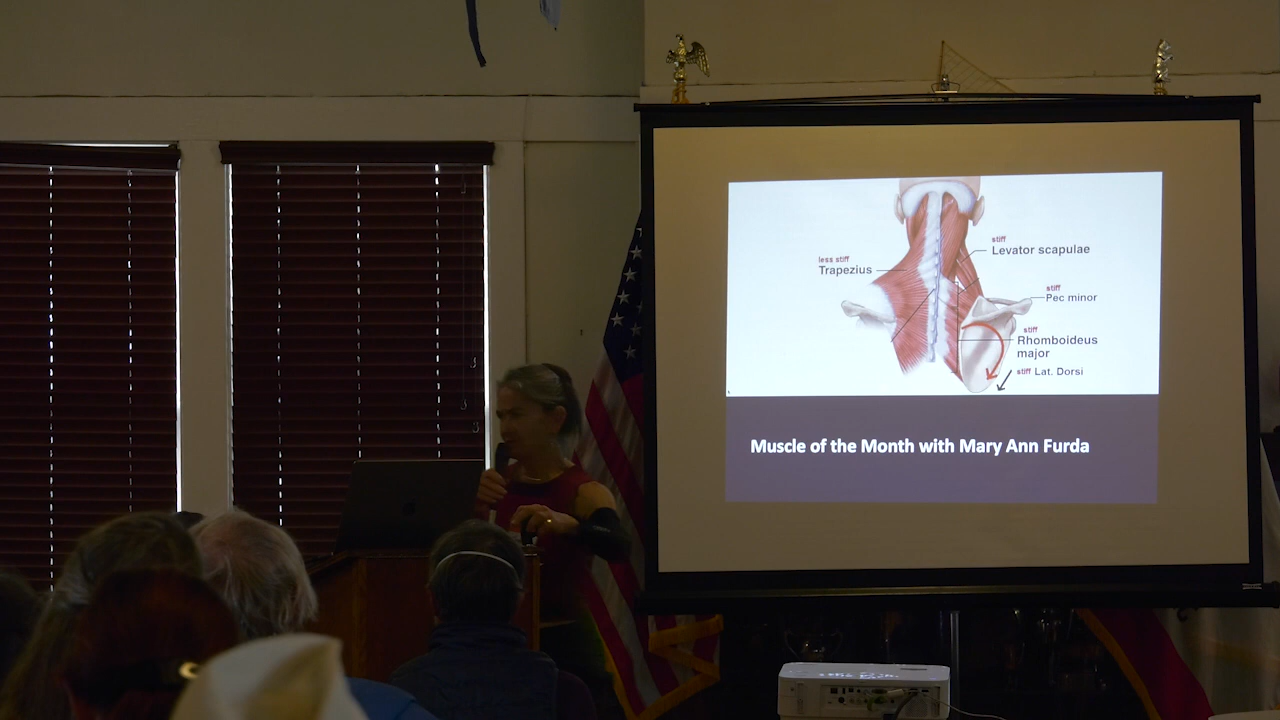 stiff
Levator scapulae
less stiff
Trapezius
stiff
Pec minor
stiff
Rhomboideus
major
stiff Lat. Dorsi
Muscle of the Month with Mary Ann Furda